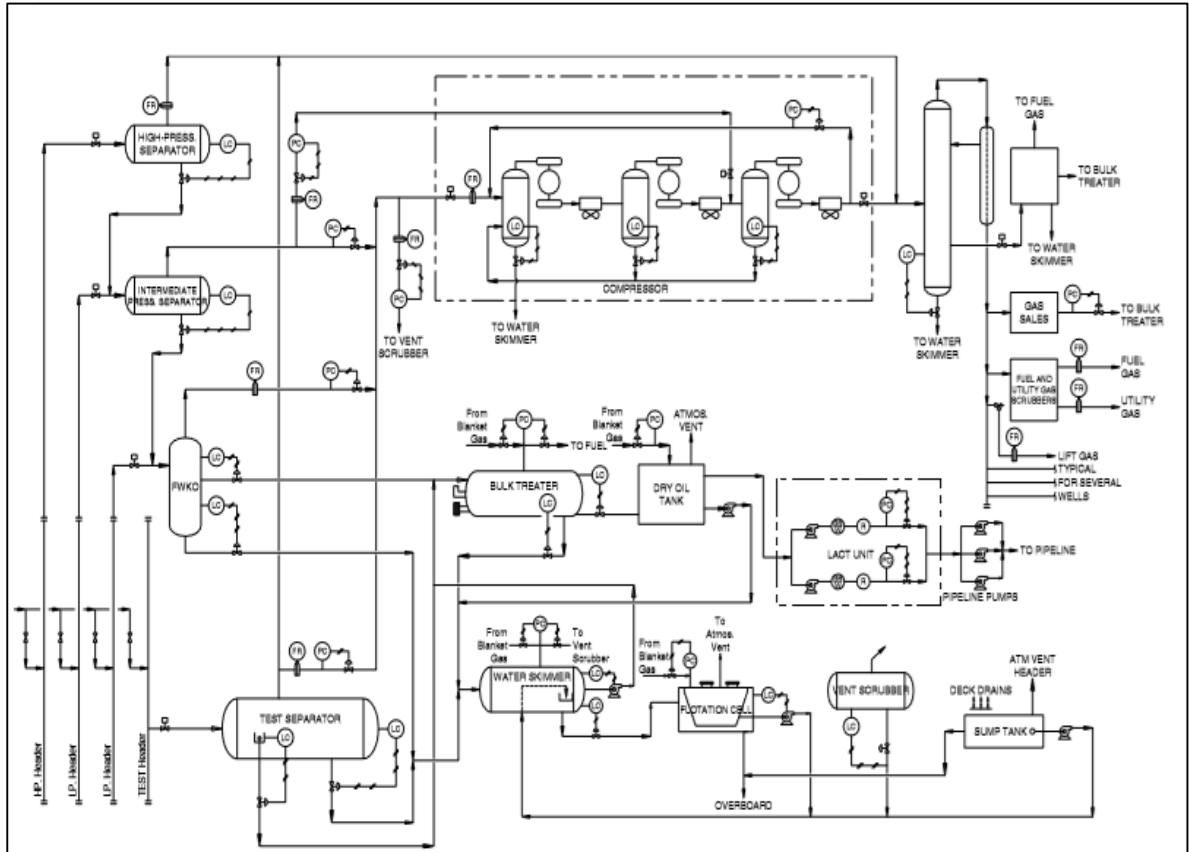 FR
HIGH-PRESS.
SEPARATOR
LC
PC
FR
PC
INTERMEDIATE
PRESS. SEPARATOR
LC
FR
PC
FR
FR
PC
TO VENT
SCRUBBER
PC
LC
LC
LC
COMPRESSOR
TO WATER
SKIMMER
LC
TO WATER
SKIMMER
TO FUEL
GAS
TO BULK
TREATER
TO WATER
SKIMMER
GAS
SALES
PC
TO BULK
TREATER
FUEL AND
UTILITY GAS
SCRUBBERS
FR
FUEL
GAS
FR
UTILITY
GAS
FR
LIFT GAS
TYPICAL
FOR SEVERAL
WELLS
FWKO
LC
LC
From
Blanket
Gas
PC
TO FUEL
BULK TREATER
LC
LC
From
Blanket
Gas
PC
ATMOS.
VENT
DRY OIL
TANK
PC
R
LACT UNIT
PC
R
TO PIPELINE
PIPELINE PUMPS
HP. Header
I.P. Header
L.P. Header
TEST Header
FR
PC
TEST SEPARATOR
LC
LC
From
Blanket
Gas
PC
To
Vent
Scrubber
WATER SKIMMER
LC
LC
From
Blanket
Gas
PC
To
Atmos.
Vent
FLOTATION CELL
LC
OVERBOARD
VENT SCRUBBER
LC
DECK DRAINS
ATM VENT
HEADER
SUMP TANK